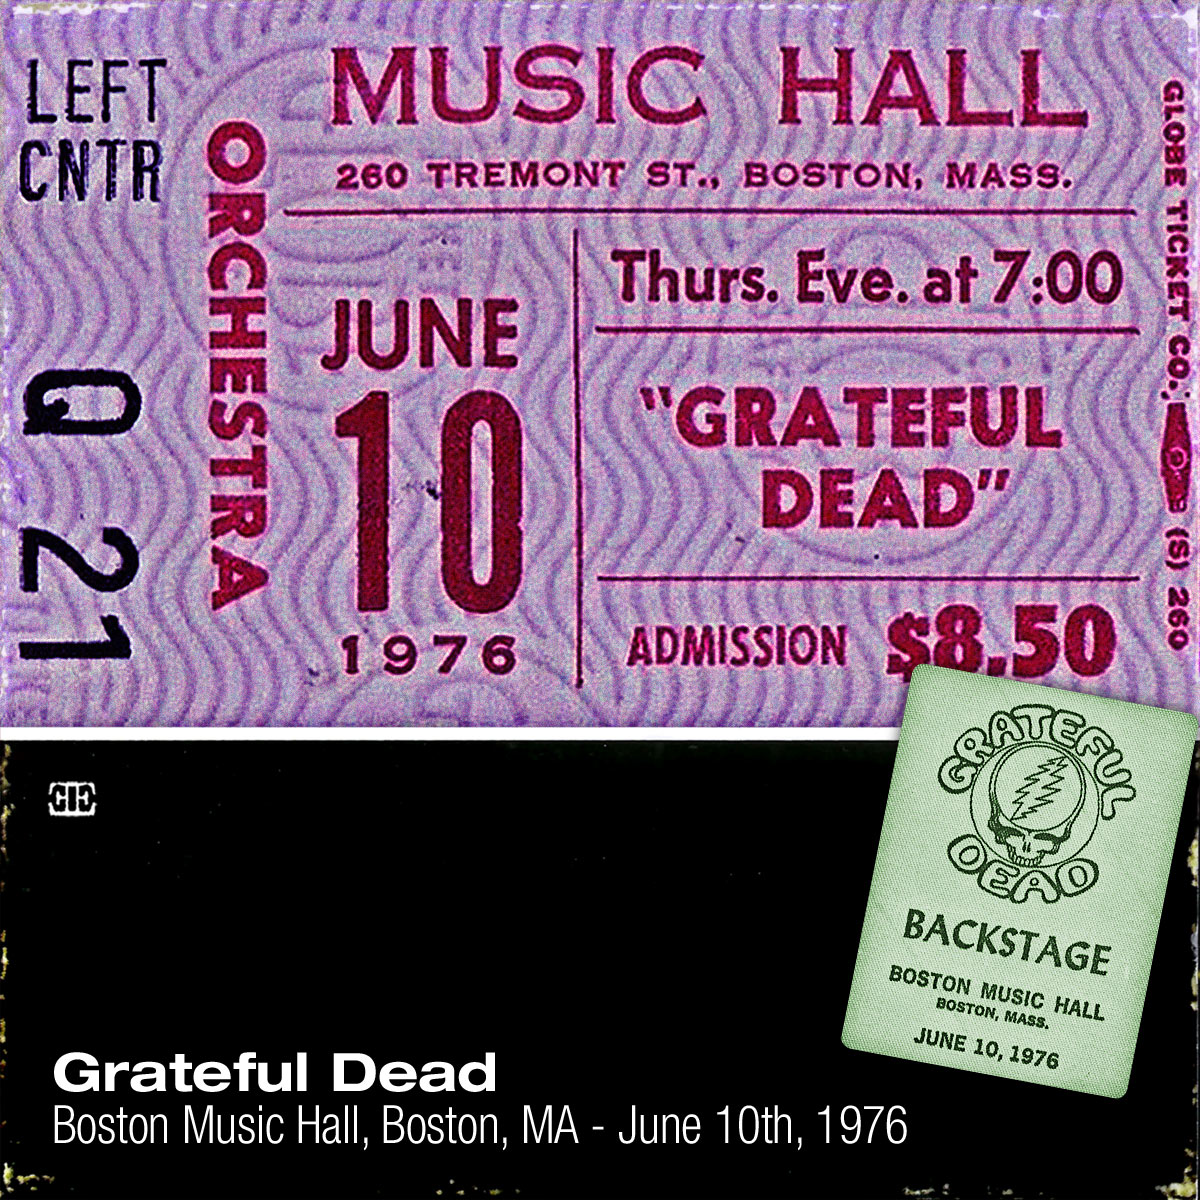 LEFT
CNTR
ORCHESTRA
Q 21
MUSIC HALL
260 TREMONT ST., BOSTON, MASS.
JUNE
10
1976
Thurs. Eve. at 7:00
"GRATEFUL
DEAD"
ADMISSION $8.50
GLOBE TICKET CO., (S) 260
GRATEFUL
DEAD
BACKSTAGE
BOSTON MUSIC HALL
BOSTON, MASS.
JUNE 10, 1976
Grateful Dead
Boston Music Hall, Boston, MA - June 10th, 1976